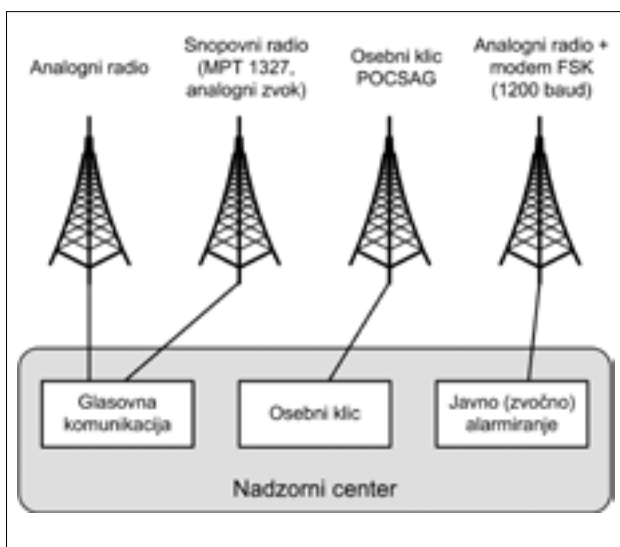 Analogni radio
Snopovni radio
(MPT 1327,
analogni zvok)
Osebni klic
POCSAG
Analogni radio +
modem FSK
(1200 baud)
Glasovna
komunikacija
Osebni klic
Javno (zvočno)
alarmiranje
Nadzorni center